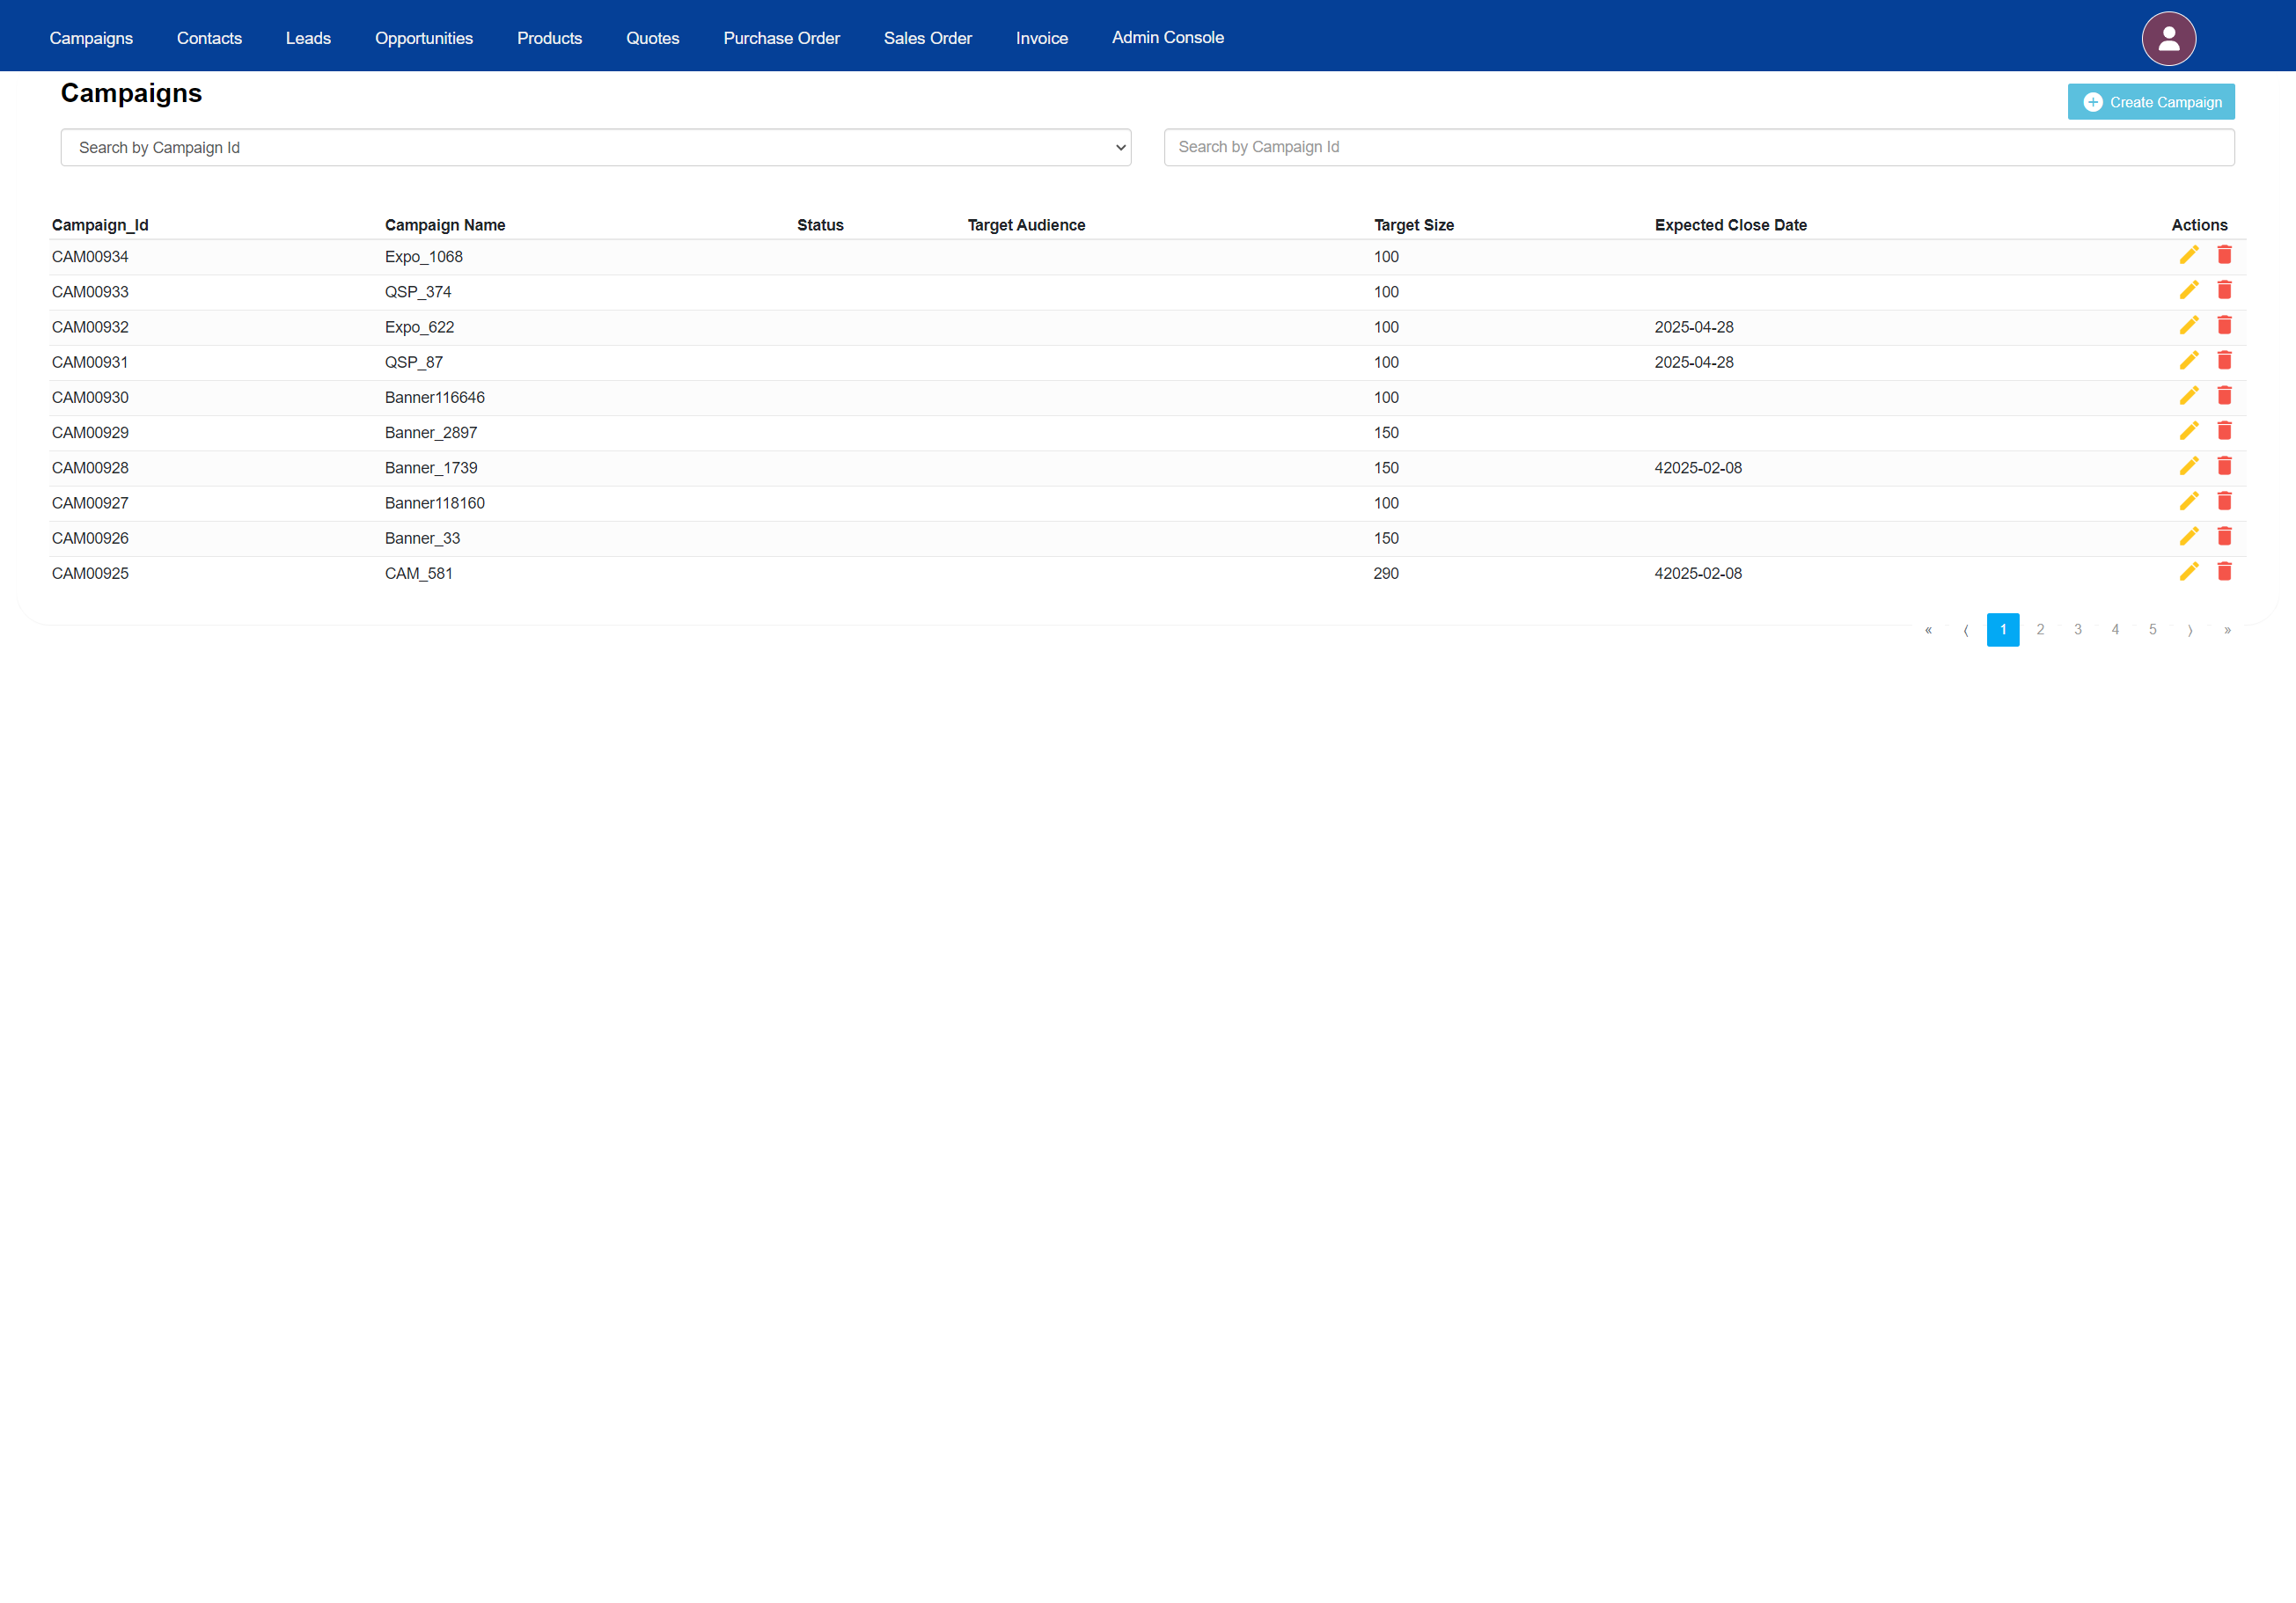 Campaigns Contacts Leads Opportunities Products Quotes Purchase Order Sales Order Invoice Admin Console
Campaigns
Create Campaign
Search by Campaign Id
Search by Campaign Id
Campaign_Id Campaign Name Status Target Audience Target Size Expected Close Date Actions
CAM00934 Expo_1068 100
CAM00933 QSP_374 100
CAM00932 Expo_622 100 2025-04-28
CAM00931 QSP_87 100 2025-04-28
CAM00930 Banner116646 100
CAM00929 Banner_2897 150
CAM00928 Banner_1739 150 42025-02-08
CAM00927 Banner118160 100
CAM00926 Banner_33 150
CAM00925 CAM_581 290 42025-02-08
« ⟨ 1 2 3 4 5 ⟩ »